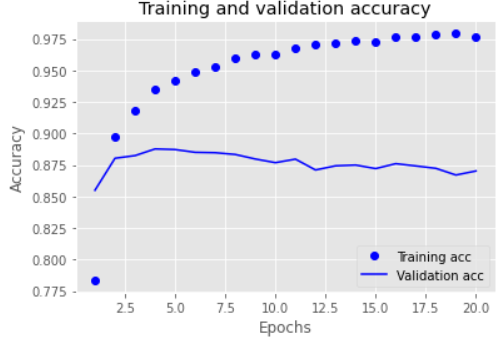 Training and validation accuracy
Accuracy
0.975
0.950
0.925
0.900
0.875
0.850
0.825
0.800
0.775
Training acc
Validation acc
2.5 5.0 7.5 10.0 12.5 15.0 17.5 20.0
Epochs